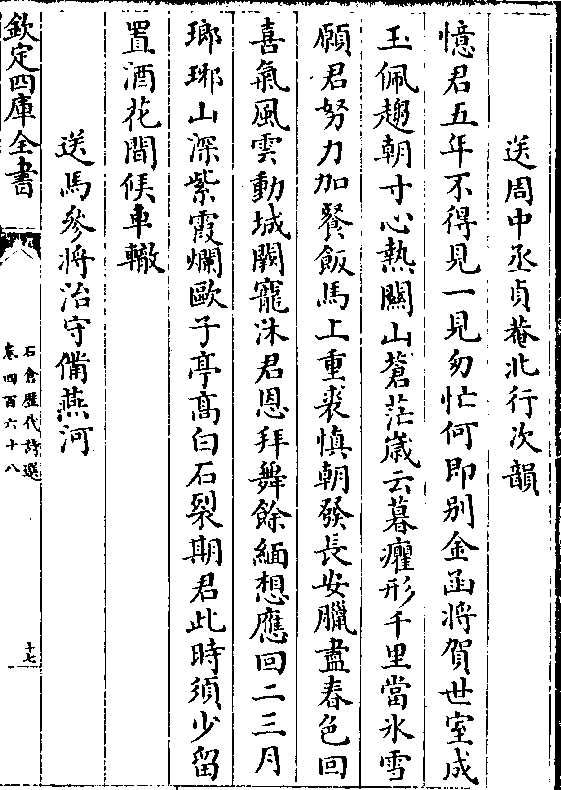 送周中丞貞菴北行次韻
憶君五年不得見一見匆忙何即别金函將賀世室成
玉佩趨朝寸心熱關山蒼茫嵗云暮癯形千里當氷雪
願君努力加餐飯馬上重裘慎朝發長安臘盡春色回
喜氣風雲動城闕寵沐君恩拜舞餘緬想應回二三月
瑯琊山深紫霞爛歐子亭髙白石裂期君此時須少留
置酒花間候車轍
送馬參將治守備燕河
欽定四庫全書
石倉歷代詩選
卷四百六十八
十七